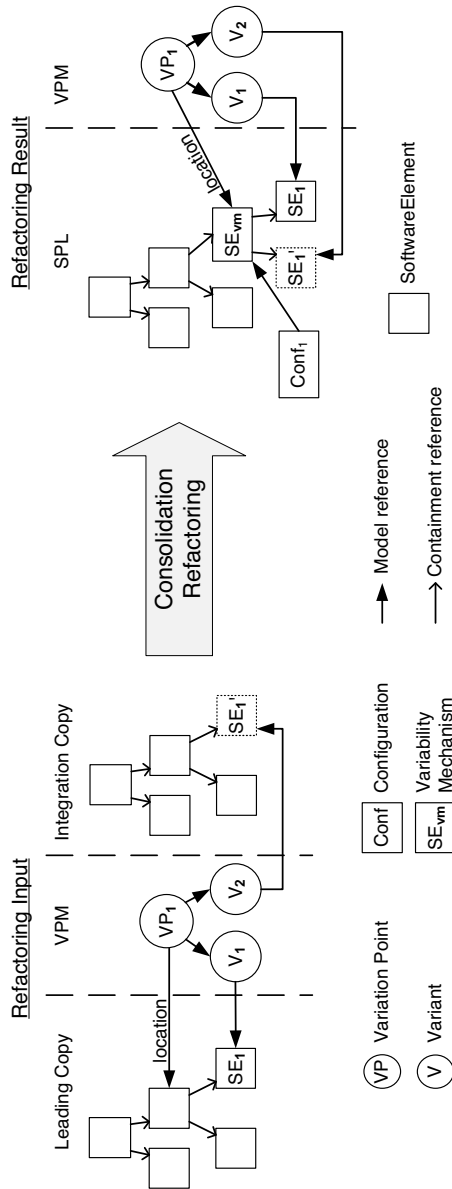 Refactoring Input
Refactoring Result
Leading Copy
VPM
Integration Copy
SPL
VPM
location
VP1
V1
V2
SE1
SE1'
Consolidation
Refactoring
location
VP1
V1
V2
SEvm
SE1'
SE1
Conf1
VP Variation Point
V Variant
Conf Configuration
SEvm Variability
Mechanism
Model reference
Containment reference
SoftwareElement